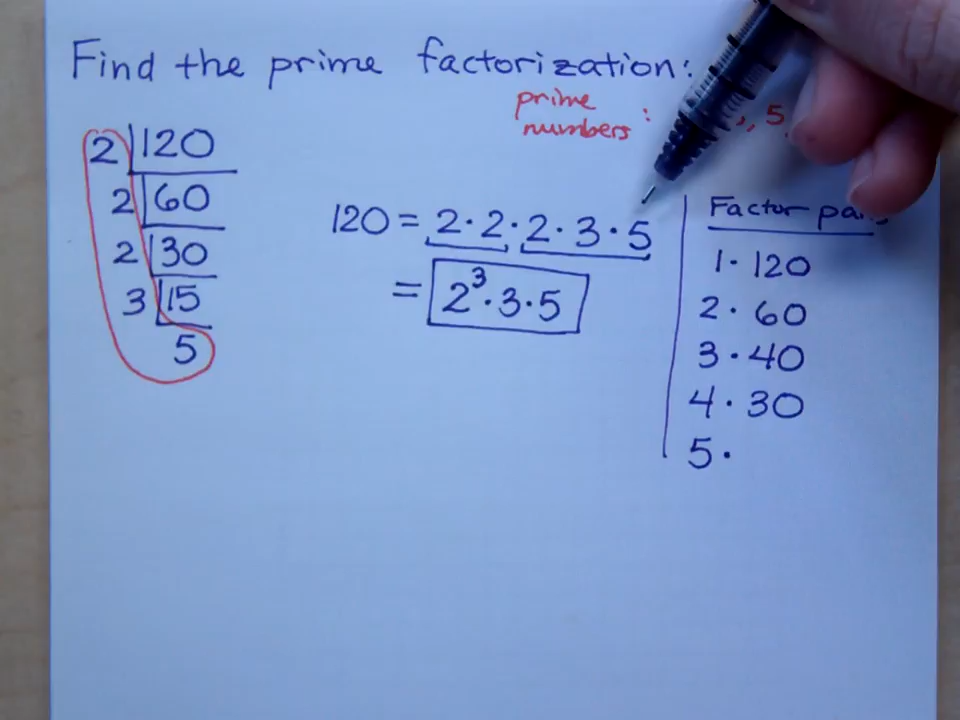 Find the prime factorization:
prime
numbers : , 5,
2 120
2 60
2 30
3 15
5
120 = 2·2·2·3·5
= 2³·3·5
Factor
1· 120
2· 60
3· 40
4· 30
5·